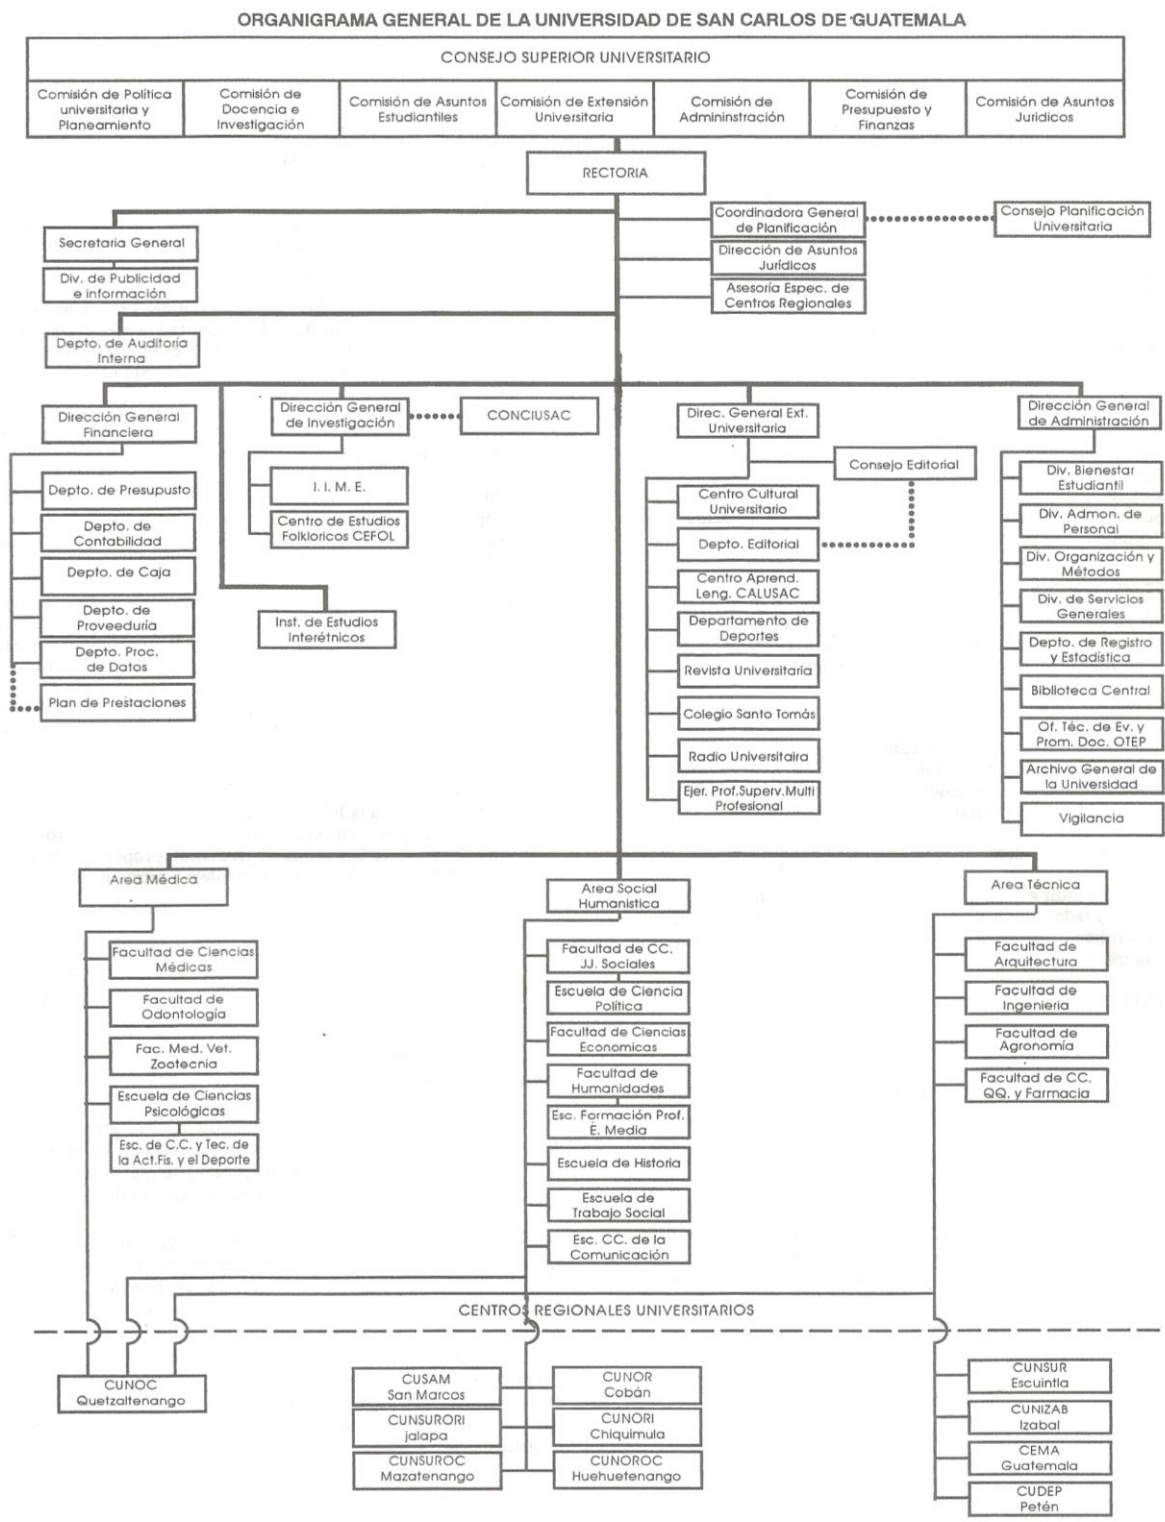 ORGANIGRAMA GENERAL DE LA UNIVERSIDAD DE SAN CARLOS DE GUATEMALA
CONSEJO SUPERIOR UNIVERSITARIO
Comisión de Política
universitaria y
Planeamiento
Comisión de
Docencia e
Investigación
Comisión de Asuntos
Estudiantiles
Comisión de Extensión
Universitaria
Comisión de
Admininstración
Comisión de
Presupuesto y
Finanzas
Comisión de Asuntos
Juridicos
RECTORIA
Secretaria General
Div. de Publicidad
e información
Coordinadora General
de Planificación
Consejo Planificación
Universitaria
Dirección de Asuntos
Jurídicos
Asesoría Espec. de
Centros Regionales
Depto. de Auditoría
Interna
Dirección General
Financiera
Depto. de Presupusto
Depto. de
Contabilidad
Depto. de Caja
Depto. de
Proveeduría
Depto. Proc.
de Datos
Plan de Prestaciones
Dirección General
de Investigación
CONCIUSAC
I. I. M. E.
Centro de Estudios
Folkloricos CEFOL
Inst. de Estudios
Interétnicos
Direc. General Ext.
Universitaria
Consejo Editorial
Centro Cultural
Universitario
Depto. Editorial
Centro Aprend.
Leng. CALUSAC
Departamento de
Deportes
Revista Universitaria
Colegio Santo Tomás
Radio Universitaira
Ejer. Prof.Superv.Multi
Profesional
Dirección General
de Administración
Div. Bienestar
Estudiantil
Div. Admon. de
Personal
Div. Organización y
Métodos
Div. de Servicios
Generales
Depto. de Registro
y Estadística
Biblioteca Central
Of. Téc. de Ev. y
Prom. Doc. OTEP
Archivo General de
la Universidad
Vigilancia
Area Médica
Facultad de Ciencias
Médicas
Facultad de
Odontología
Fac. Med. Vet.
Zootecnia
Escuela de Ciencias
Psicológicas
Esc. de C.C. y Tec. de
la Act.Fis. y el Deporte
Area Social
Humanistica
Facultad de CC.
JJ. Sociales
Escuela de Ciencia
Política
Facultad de Ciencias
Economicas
Facultad de
Humanidades
Esc. Formación Prof.
E. Media
Escuela de Historia
Escuela de
Trabajo Social
Esc. CC. de la
Comunicación
Area Técnica
Facultad de
Arquitectura
Facultad de
Ingenieria
Facultad de
Agronomía
Facultad de CC.
QQ. y Farmacia
CENTROS REGIONALES UNIVERSITARIOS
CUNOC
Quetzaltenango
CUSAM
San Marcos
CUNOR
Cobán
CUNSURORI
jalapa
CUNORI
Chiquimula
CUNSUROC
Mazatenango
CUNOROC
Huehuetenango
CUNSUR
Escuintla
CUNIZAB
Izabal
CEMA
Guatemala
CUDEP
Petén